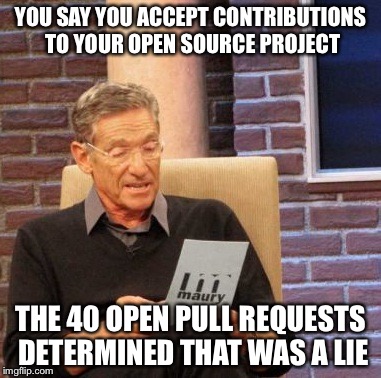 YOU SAY YOU ACCEPT CONTRIBUTIONS
TO YOUR OPEN SOURCE PROJECT
maury
THE 40 OPEN PULL REQUESTS
DETERMINED THAT WAS A LIE
imgflip.com